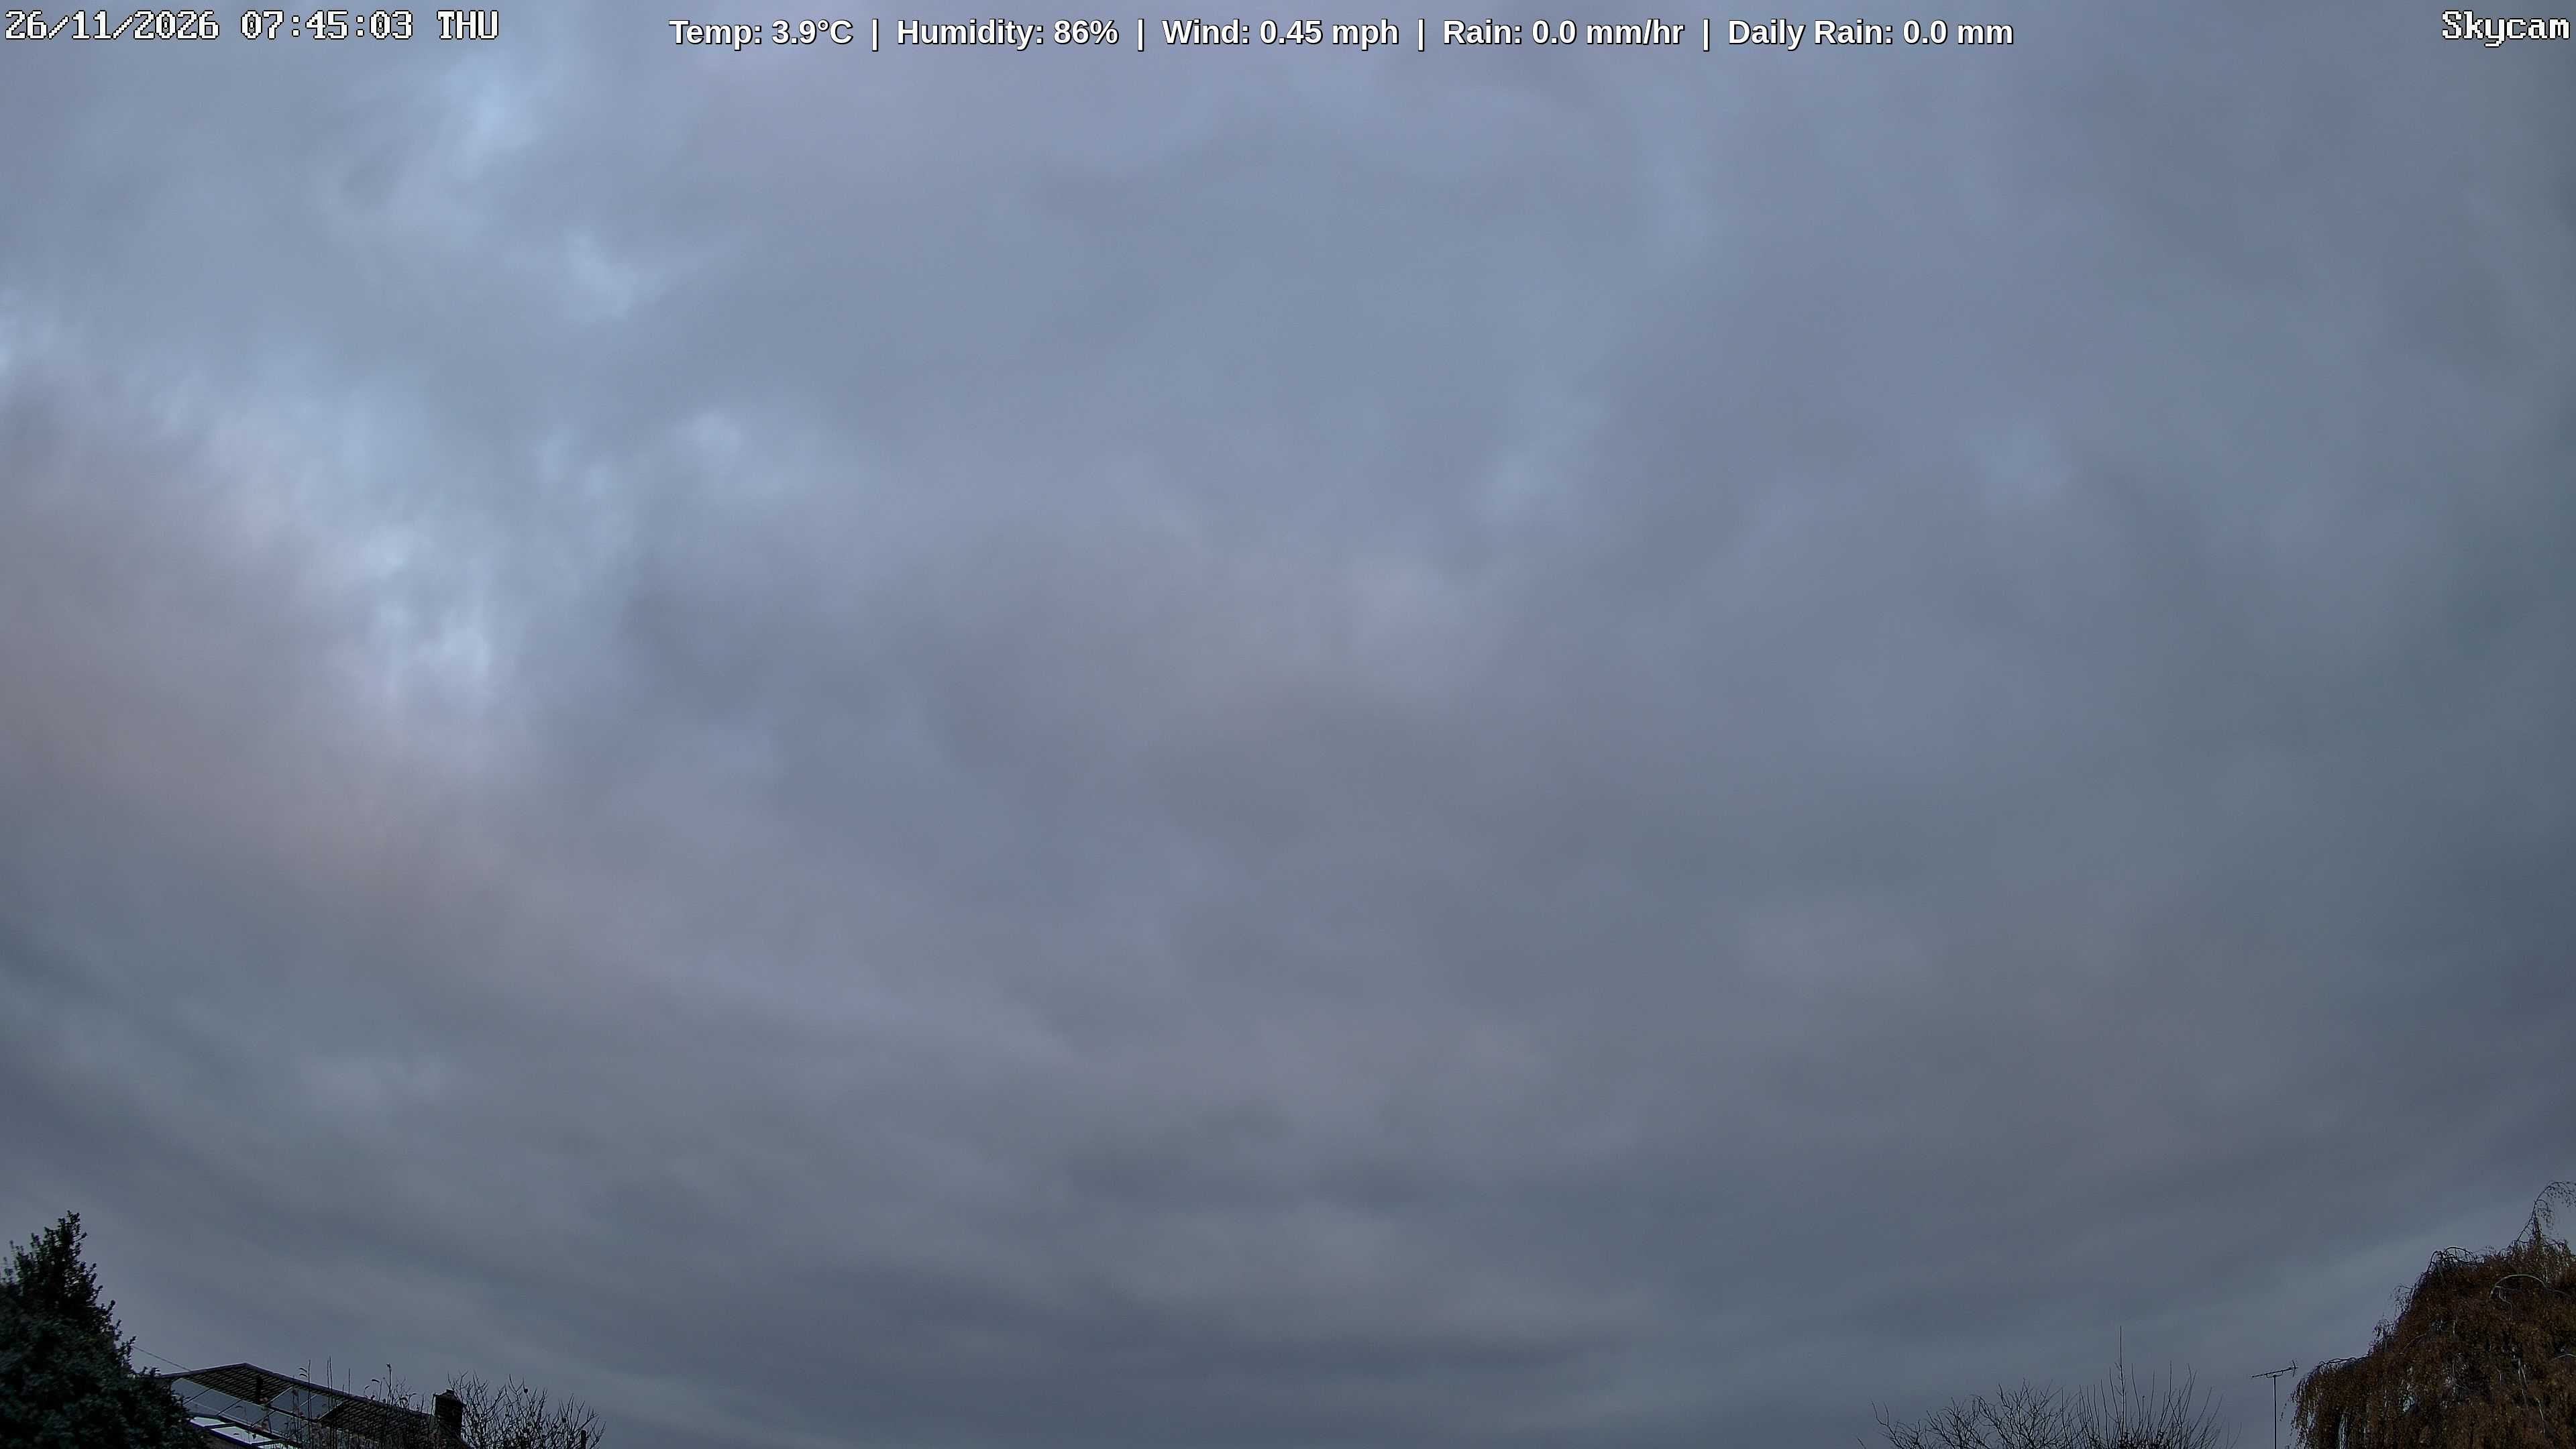 26/11/2026 07:45:03 THU
Temp: 3.9°C | Humidity: 86% | Wind: 0.45 mph | Rain: 0.0 mm/hr | Daily Rain: 0.0 mm
Skycam